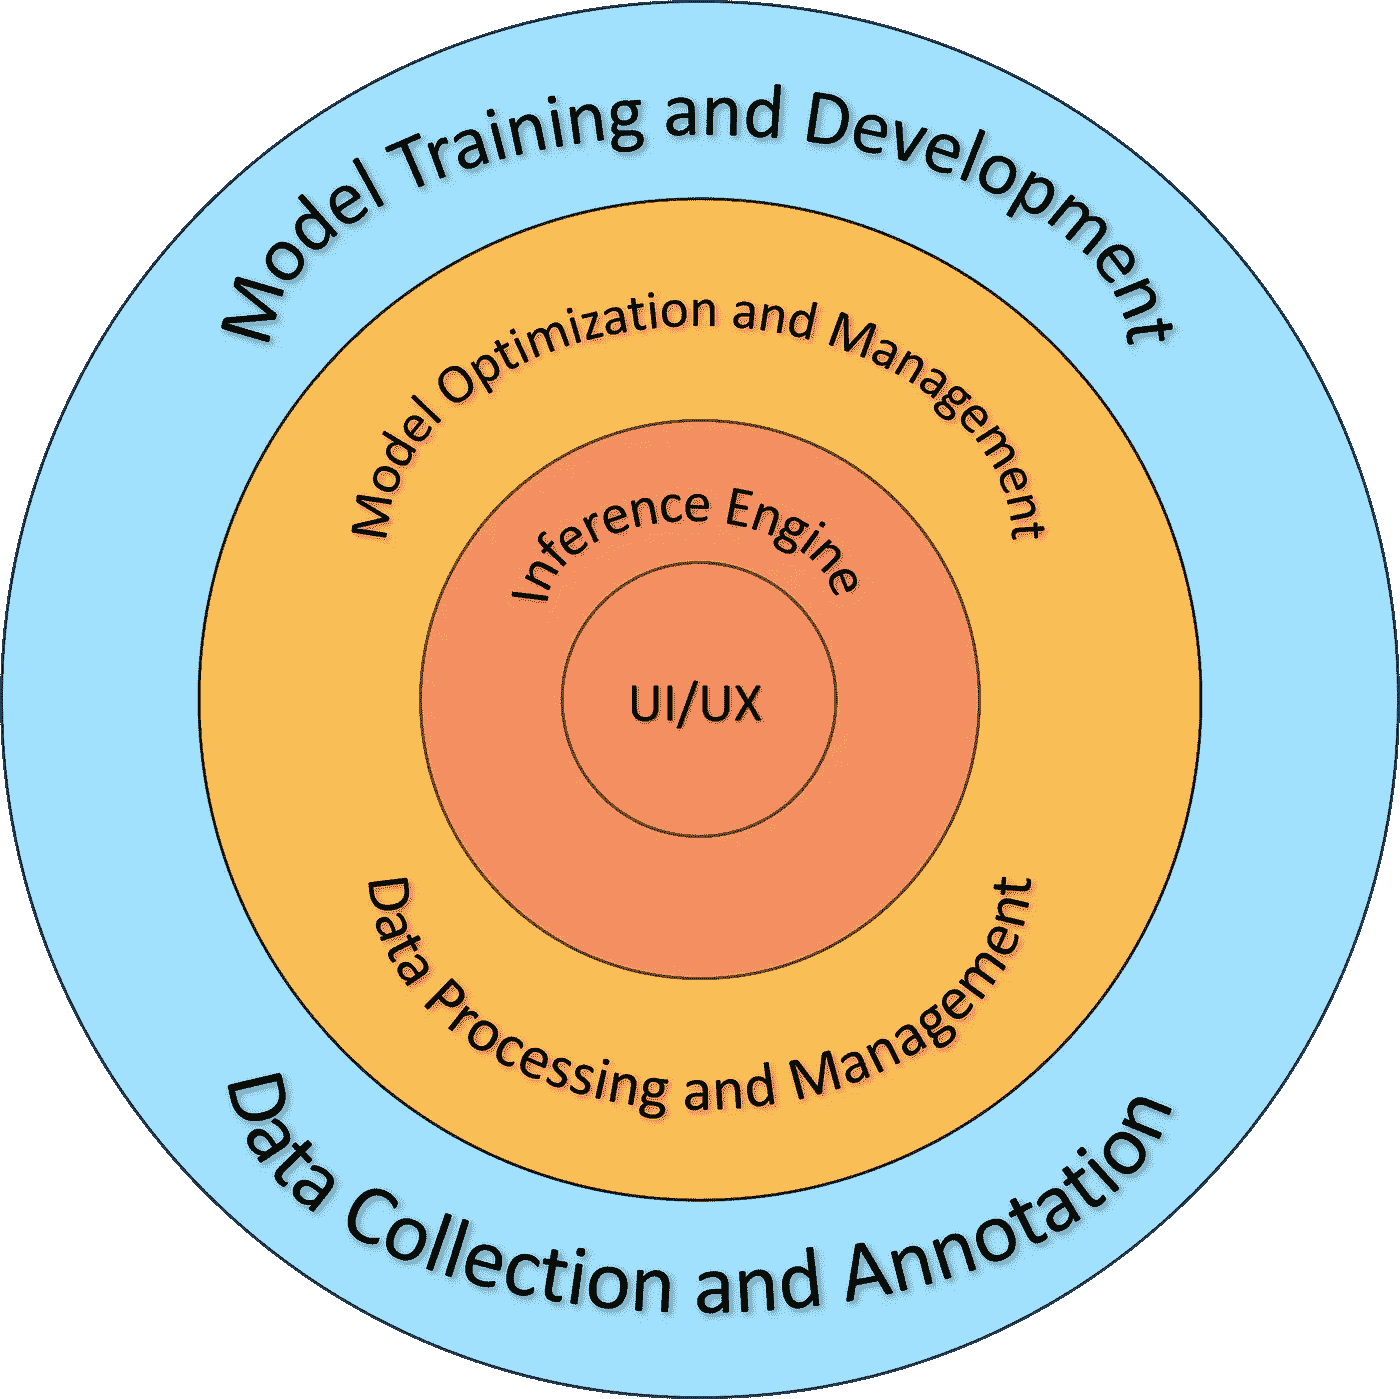 Model Training and Development
Model Optimization and Management
Inference Engine
UI/UX
Data Processing and Management
Data Collection and Annotation